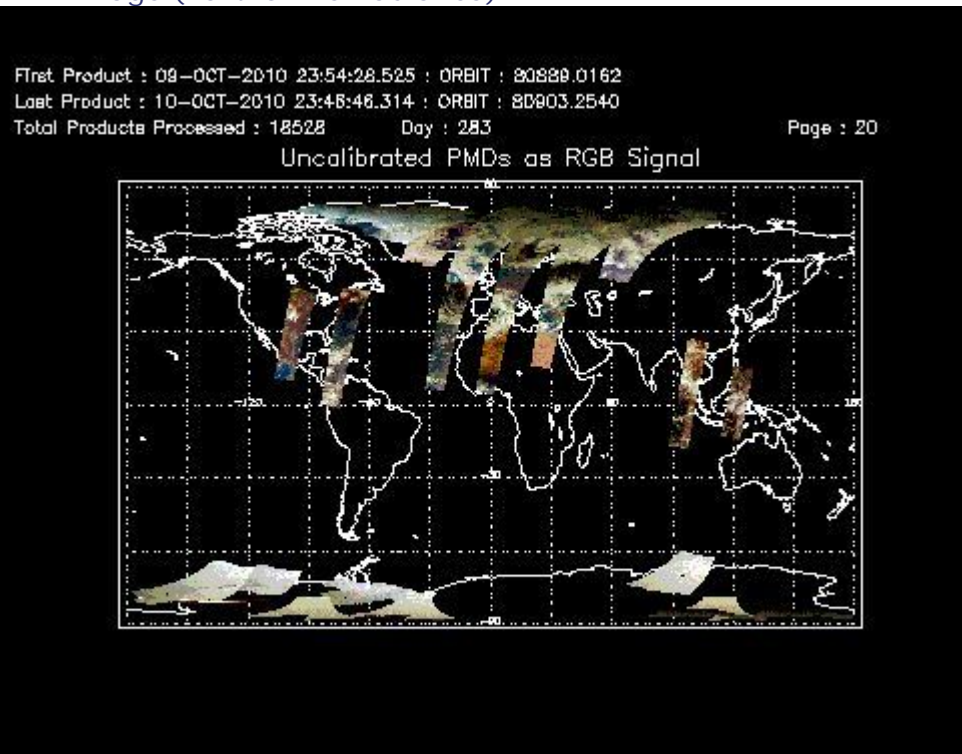 First Product : 09-OCT-2010 23:54:28.525 : ORBIT : 80889.0162
Last Product : 10-OCT-2010 23:46:46.314 : ORBIT : 80903.2540
Total Products Processed : 18528 Day : 283 Page : 20
Uncalibrated PMDs as RGB Signal